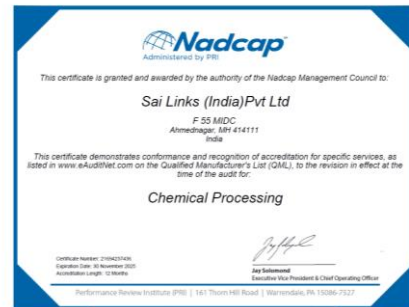 Nadcap
Administered by PRI
This certificate is granted and awarded by the authority of the Nadcap Management Council to:
Sai Links (India)Pvt Ltd
F 55 MIDC
Ahmednagar, MH 414111
India
This certificate demonstrates conformance and recognition of accreditation for specific services, as
listed in www.eAuditNet.com on the Qualified Manufacturer's List (QML), to the revision in effect at the
time of the audit for:
Chemical Processing
Certificate Number: 21694237436
Expiration Date: 30 November 2025
Accreditation Length: 12 Months
Jay Solomond
Executive Vice President & Chief Operating Officer
Performance Review Institute (PRI) | 161 Thorn Hill Road | Warrendale, PA 15086-7527